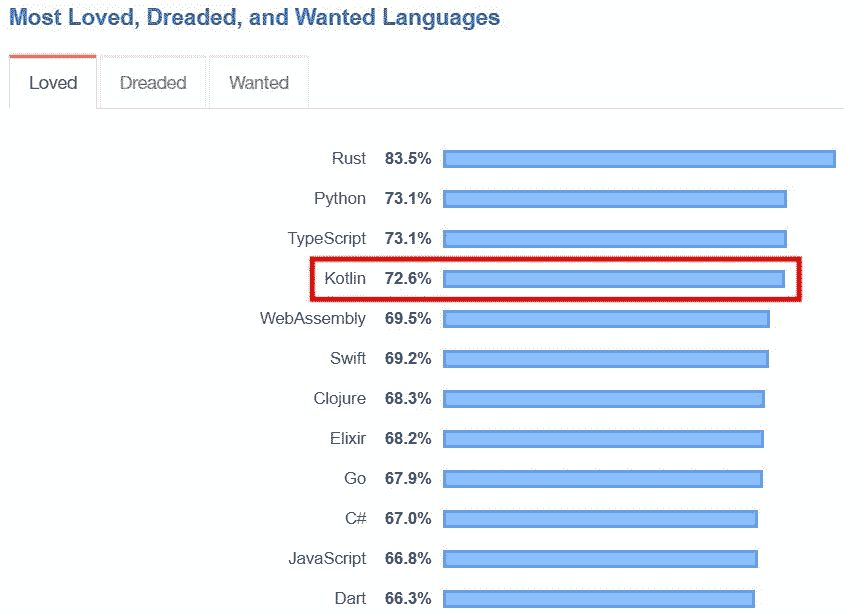 Most Loved, Dreaded, and Wanted Languages
Loved Dreaded Wanted
Rust 83.5%
Python 73.1%
TypeScript 73.1%
Kotlin 72.6%
WebAssembly 69.5%
Swift 69.2%
Clojure 68.3%
Elixir 68.2%
Go 67.9%
C# 67.0%
JavaScript 66.8%
Dart 66.3%